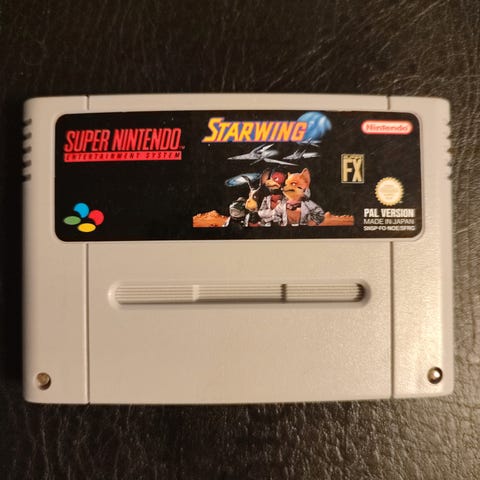 SUPER NINTENDO
ENTERTAINMENT SYSTEM
STARWING
Nintendo
FX
PAL VERSION
MADE IN JAPAN
SNSP-FO-NOE/SFRG